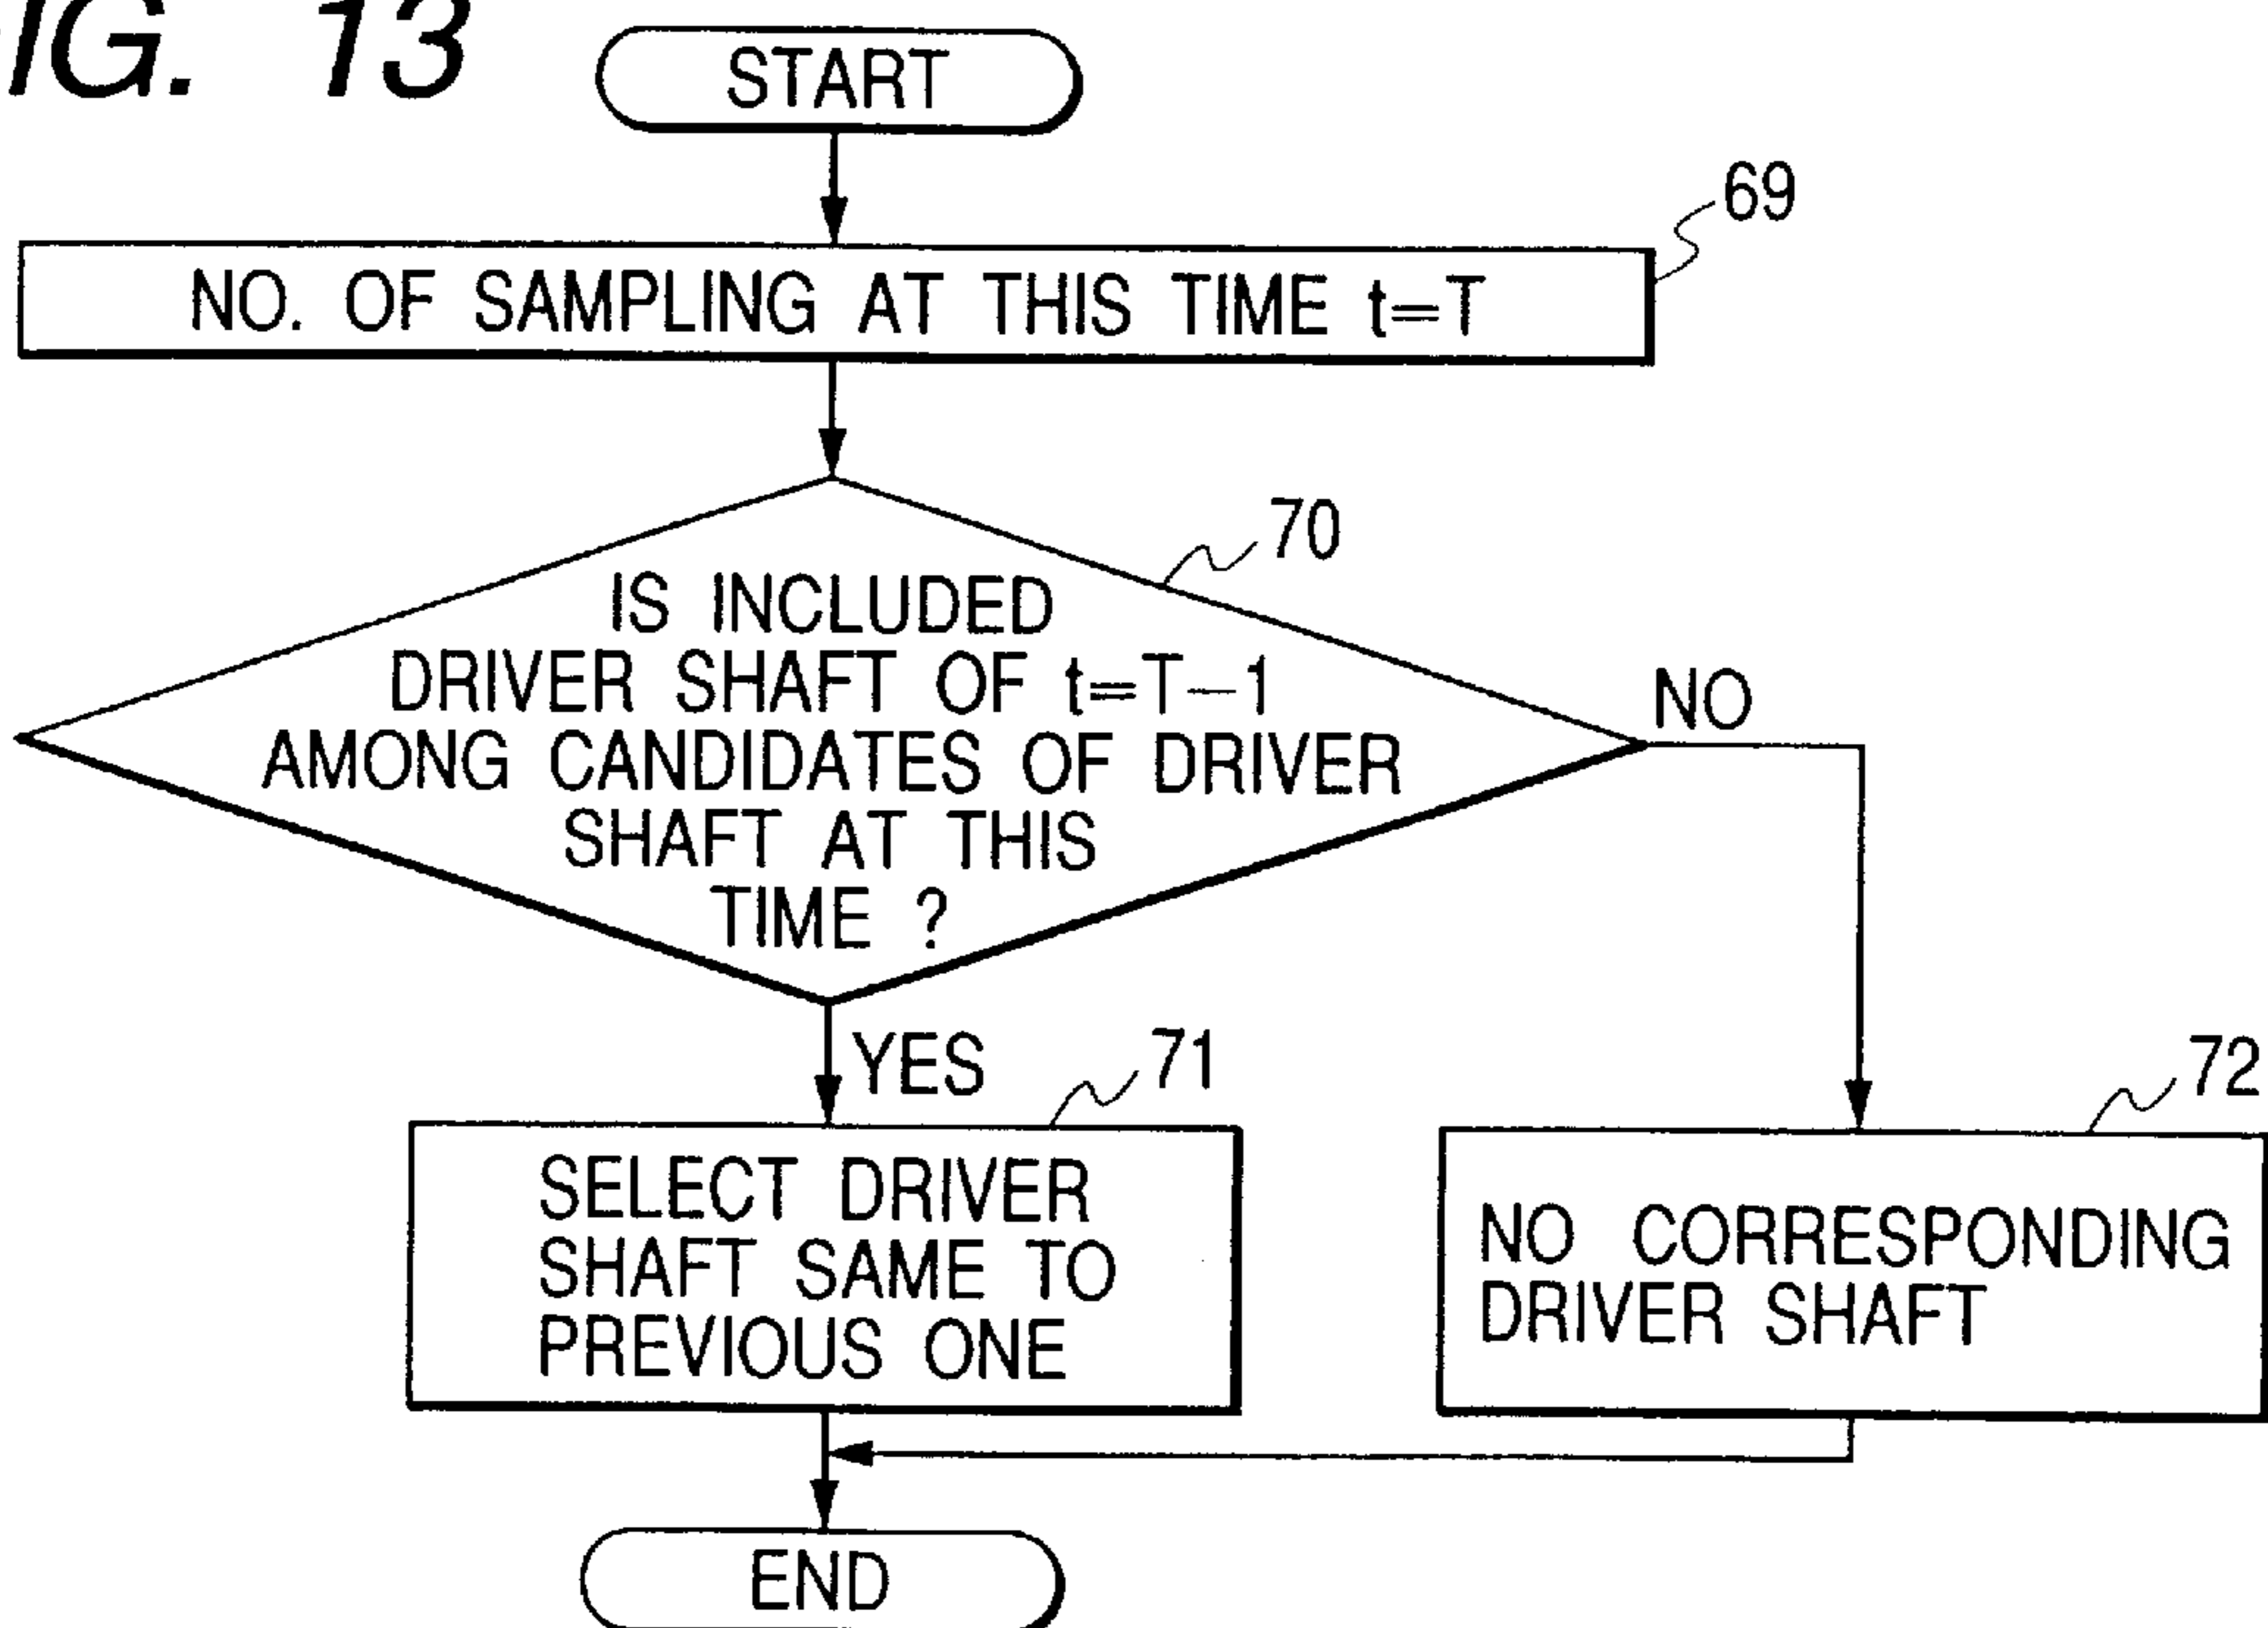 IG. 13
START
69
NO. OF SAMPLING AT THIS TIME t=T
70
IS INCLUDED
DRIVER SHAFT OF t=T-1
AMONG CANDIDATES OF DRIVER
SHAFT AT THIS
TIME ?
NO
YES
71
72
SELECT DRIVER
SHAFT SAME TO
PREVIOUS ONE
NO CORRESPONDING
DRIVER SHAFT
END